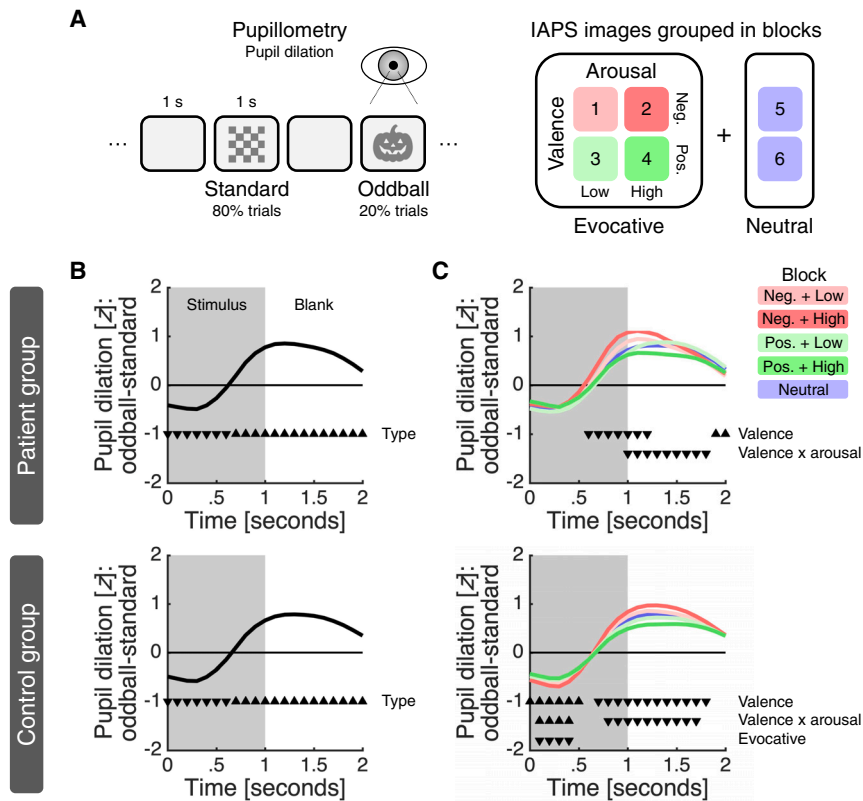 A
Pupillometry
Pupil dilation
1 s
1 s
...
...
Standard
80% trials
Oddball
20% trials
IAPS images grouped in blocks
Arousal
Valence
1
2
Neg.
3
4
Pos.
Low
High
Evocative
+
5
6
Neutral
Patient group
B
Pupil dilation [z]:
oddball-standard
2
1
0
-1
-2
Stimulus
Blank
Type
0
.5
1
1.5
2
Time [seconds]
C
Pupil dilation [z]:
oddball-standard
2
1
0
-1
-2
Valence
Valence x arousal
0
.5
1
1.5
2
Time [seconds]
Block
Neg. + Low
Neg. + High
Pos. + Low
Pos. + High
Neutral
Control group
Pupil dilation [z]:
oddball-standard
2
1
0
-1
-2
Type
0
.5
1
1.5
2
Time [seconds]
Pupil dilation [z]:
oddball-standard
2
1
0
-1
-2
Valence
Valence x arousal
Evocative
0
.5
1
1.5
2
Time [seconds]